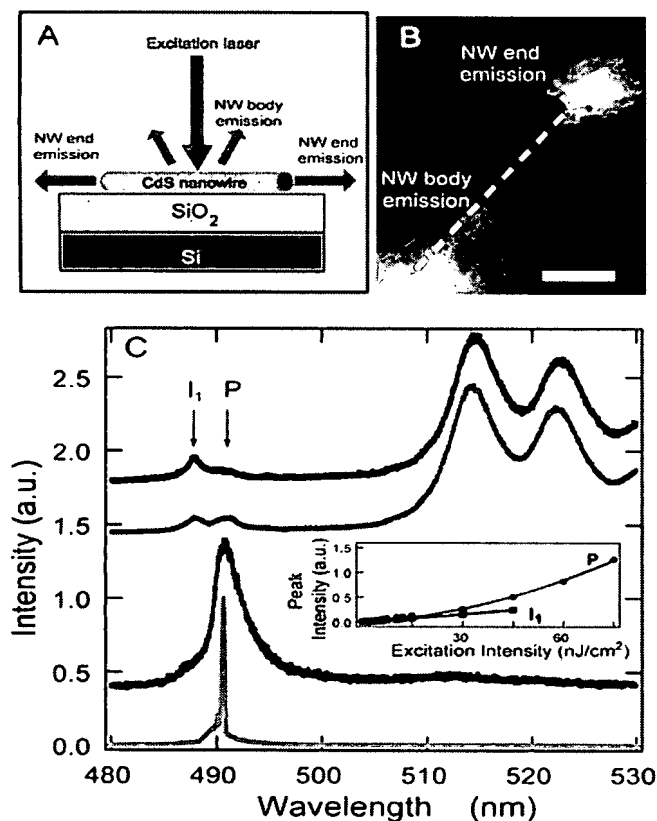 A
Excitation laser
NW body
emission
NW end
emission
NW end
emission
CdS nanowire
SiO₂
Si
B
NW end
emission
NW body
emission
C
I₁
P
2.5
2.0
1.5
1.0
0.5
0.0
Intensity (a.u.)
480
490
500
510
520
530
Wavelength (nm)
1.5
1.0
0.5
0.0
Peak
Intensity (a.u.)
P
I₁
30
60
Excitation Intensity (nJ/cm²)